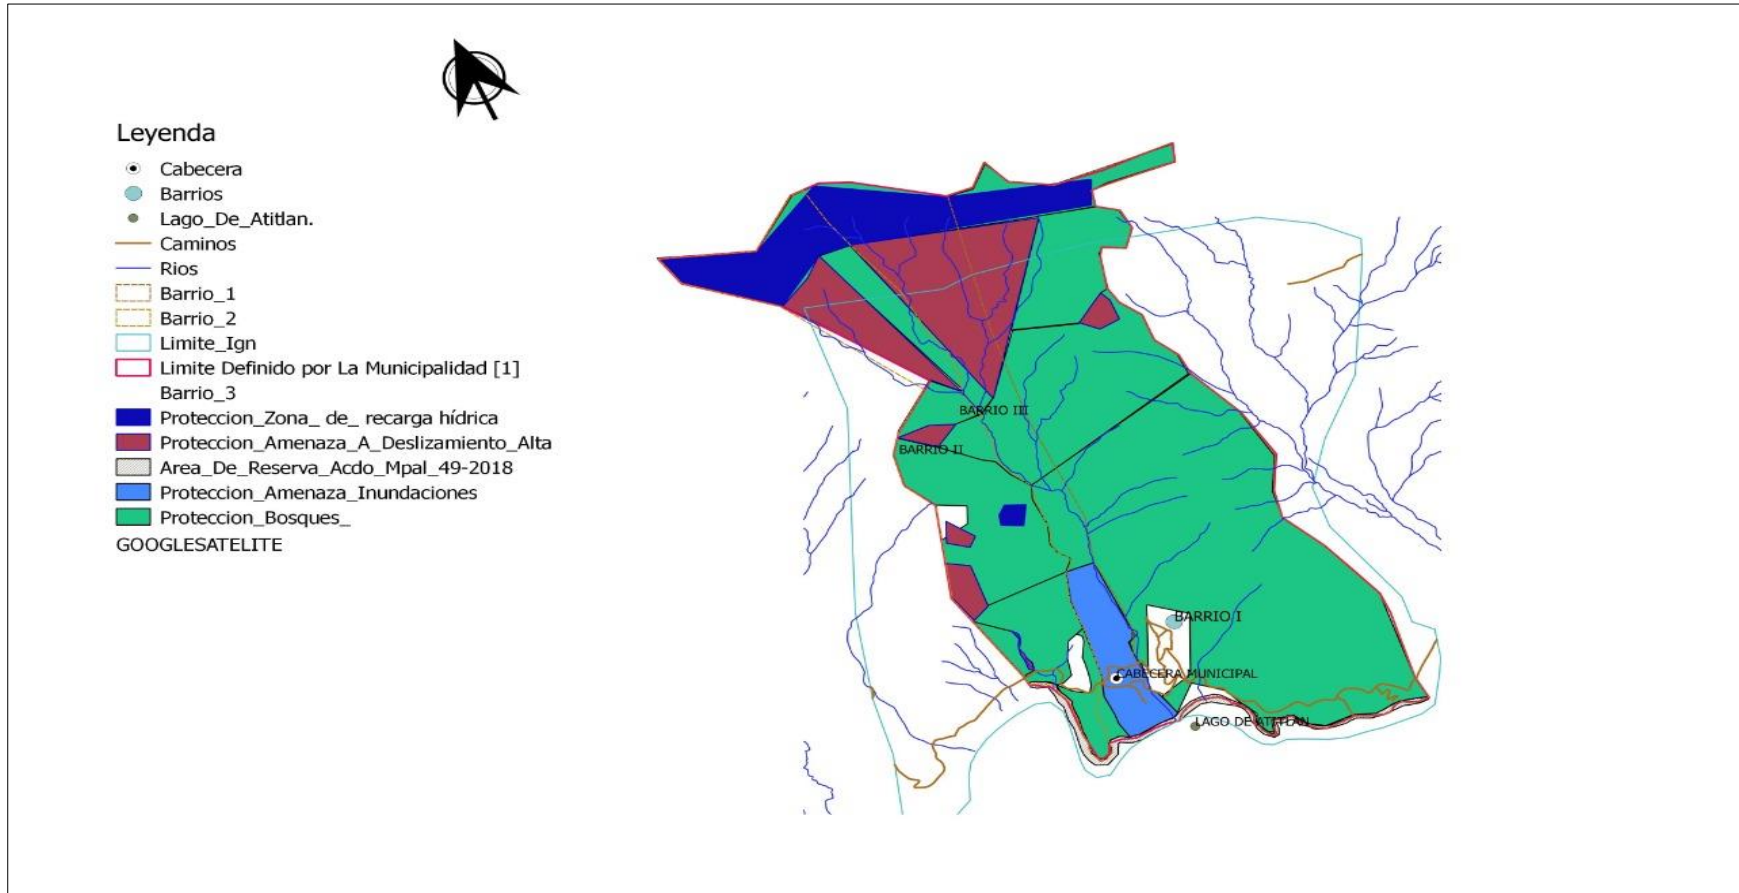 Leyenda
Cabecera
Barrios
Lago_De_Atitlan.
Caminos
Rios
Barrio_1
Barrio_2
Limite_Ign
Limite Definido por La Municipalidad [1]
Barrio_3
Proteccion_Zona_ de_ recarga hídrica
Proteccion_Amenaza_A_Deslizamiento_Alta
Area_De_Reserva_Acdo_Mpal_49-2018
Proteccion_Amenaza_Inundaciones
Proteccion_Bosques_
GOOGLESATELITE
BARRIO III
BARRIO II
BARRIO I
CABECERA MUNICIPAL
LAGO DE ATITLAN